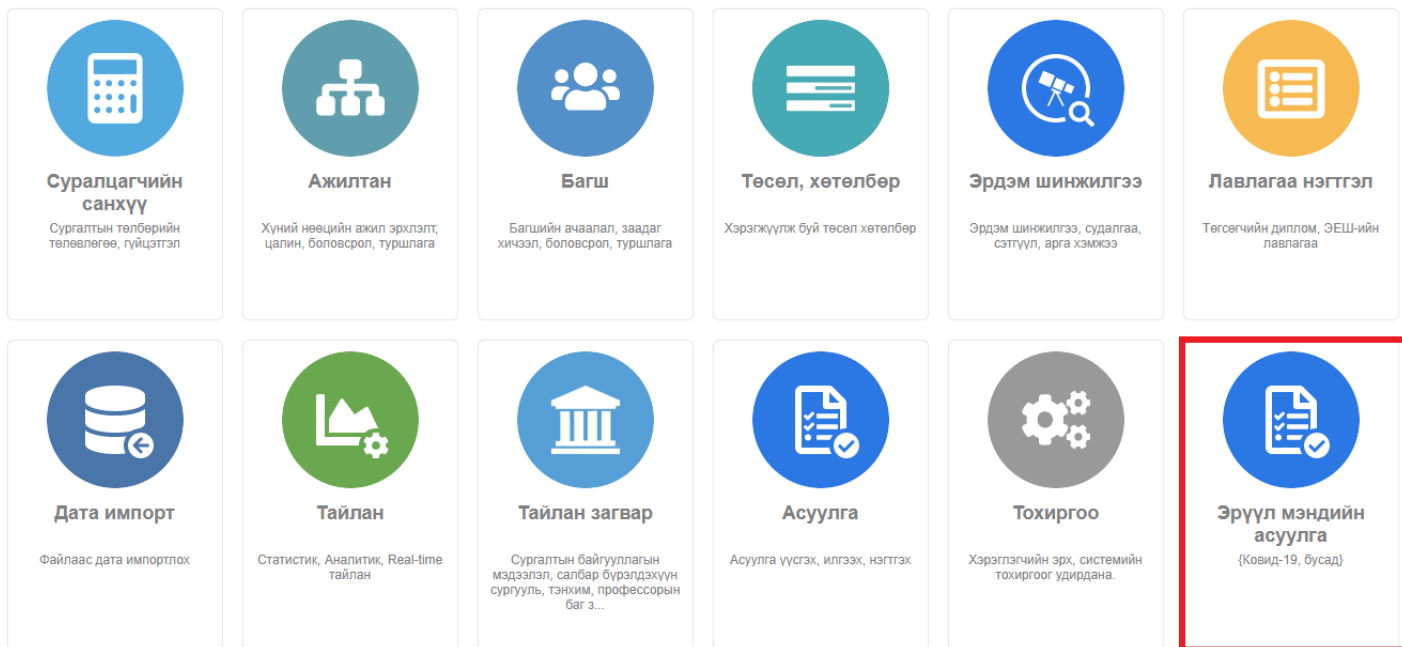 Суралцагчийн
санхүү
Сургалтын төлбөрийн
төлөвлөгөө, гүйцэтгэл
Ажилтан
Хүний нөөцийн ажил эрхлэлт,
цалин, боловсрол, туршлага
Багш
Багшийн ачаалал, заадаг
хичээл, боловсрол, туршлага
Төсөл, хөтөлбөр
Хэрэгжүүлж буй төсөл хөтөлбөр
Эрдэм шинжилгээ
Эрдэм шинжилгээ, судалгаа,
сэтгүүл, арга хэмжээ
Лавлагаа нэгтгэл
Төгсөгчийн диплом, ЭЕШ-ийн
лавлагаа
Дата импорт
Файлаас дата импортлох
Тайлан
Статистик, Аналитик, Real-time
тайлан
Тайлан загвар
Сургалтын байгууллагын
мэдээлэл, салбар бүрэлдэхүүн
сургууль, тэнхим, профессорын
баг з...
Асуулга
Асуулга үүсгэх, илгээх, нэгтгэх
Тохиргоо
Хэрэглэгчийн эрх, системийн
тохиргоог удирдана.
Эрүүл мэндийн
асуулга
{Ковид-19, бусад}